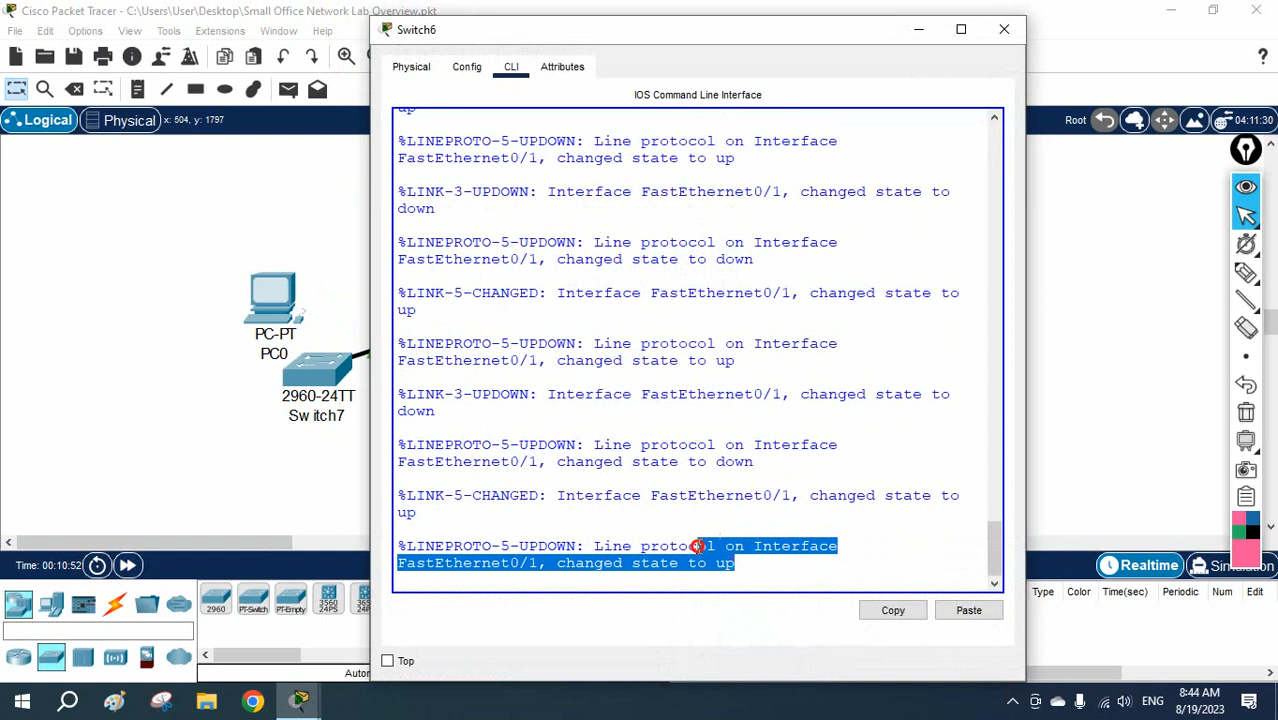 Cisco Packet Tracer - C:\Users\User\Desktop\Small Office Network Lab Overview.pkt
File Edit Options View Tools Extensions Window Help
Logical Physical x: 504, y: 1797
Root 04:11:30
Switch6
Physical Config CLI Attributes
IOS Command Line Interface
up
%LINEPROTO-5-UPDOWN: Line protocol on Interface
FastEthernet0/1, changed state to up
%LINK-3-UPDOWN: Interface FastEthernet0/1, changed state to
down
%LINEPROTO-5-UPDOWN: Line protocol on Interface
FastEthernet0/1, changed state to down
%LINK-5-CHANGED: Interface FastEthernet0/1, changed state to
up
%LINEPROTO-5-UPDOWN: Line protocol on Interface
FastEthernet0/1, changed state to up
%LINK-3-UPDOWN: Interface FastEthernet0/1, changed state to
down
%LINEPROTO-5-UPDOWN: Line protocol on Interface
FastEthernet0/1, changed state to down
%LINK-5-CHANGED: Interface FastEthernet0/1, changed state to
up
%LINEPROTO-5-UPDOWN: Line protocol on Interface
FastEthernet0/1, changed state to up
Copy Paste
Top
PC-PT
PC0
2960-24TT
Switch7
Time: 00:10:52
Realtime Simulation
2960 PT-Switch PT-Empty 3560 24PS
Type Color Time(sec) Periodic Num Edit
ENG
8:44 AM
8/19/2023